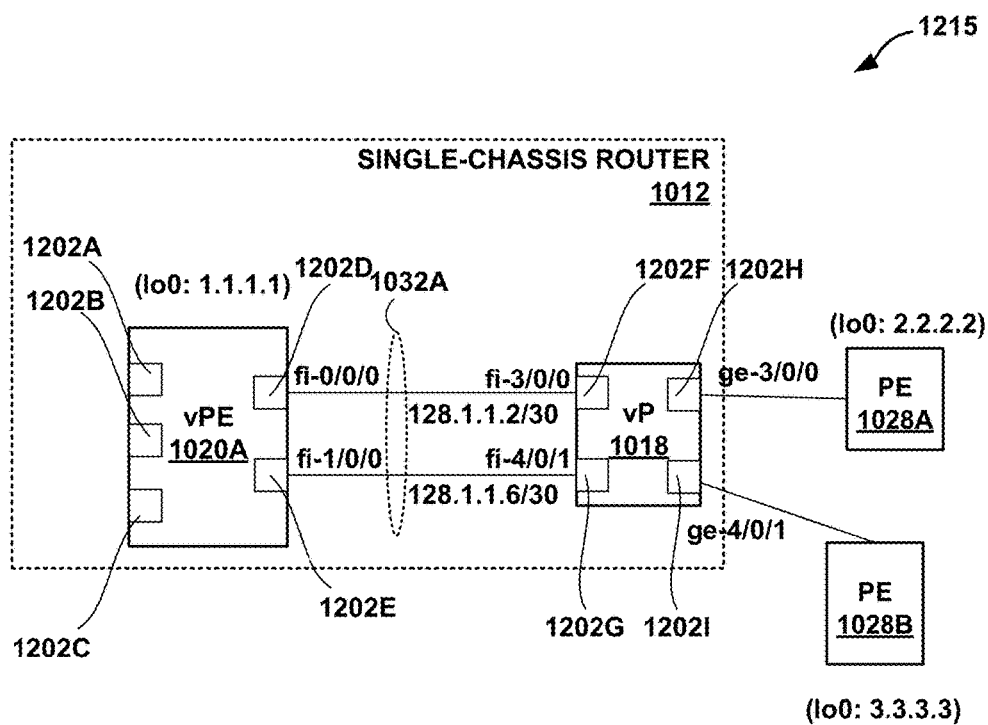 1215
SINGLE-CHASSIS ROUTER
1012
1202A
1202B
(lo0: 1.1.1.1)
1202D
1032A
1202F
1202H
(lo0: 2.2.2.2)
fi-0/0/0
fi-3/0/0
ge-3/0/0
128.1.1.2/30
vPE
1020A
vP
1018
PE
1028A
fi-1/0/0
fi-4/0/1
128.1.1.6/30
ge-4/0/1
1202E
1202G
1202I
1202C
PE
1028B
(lo0: 3.3.3.3)